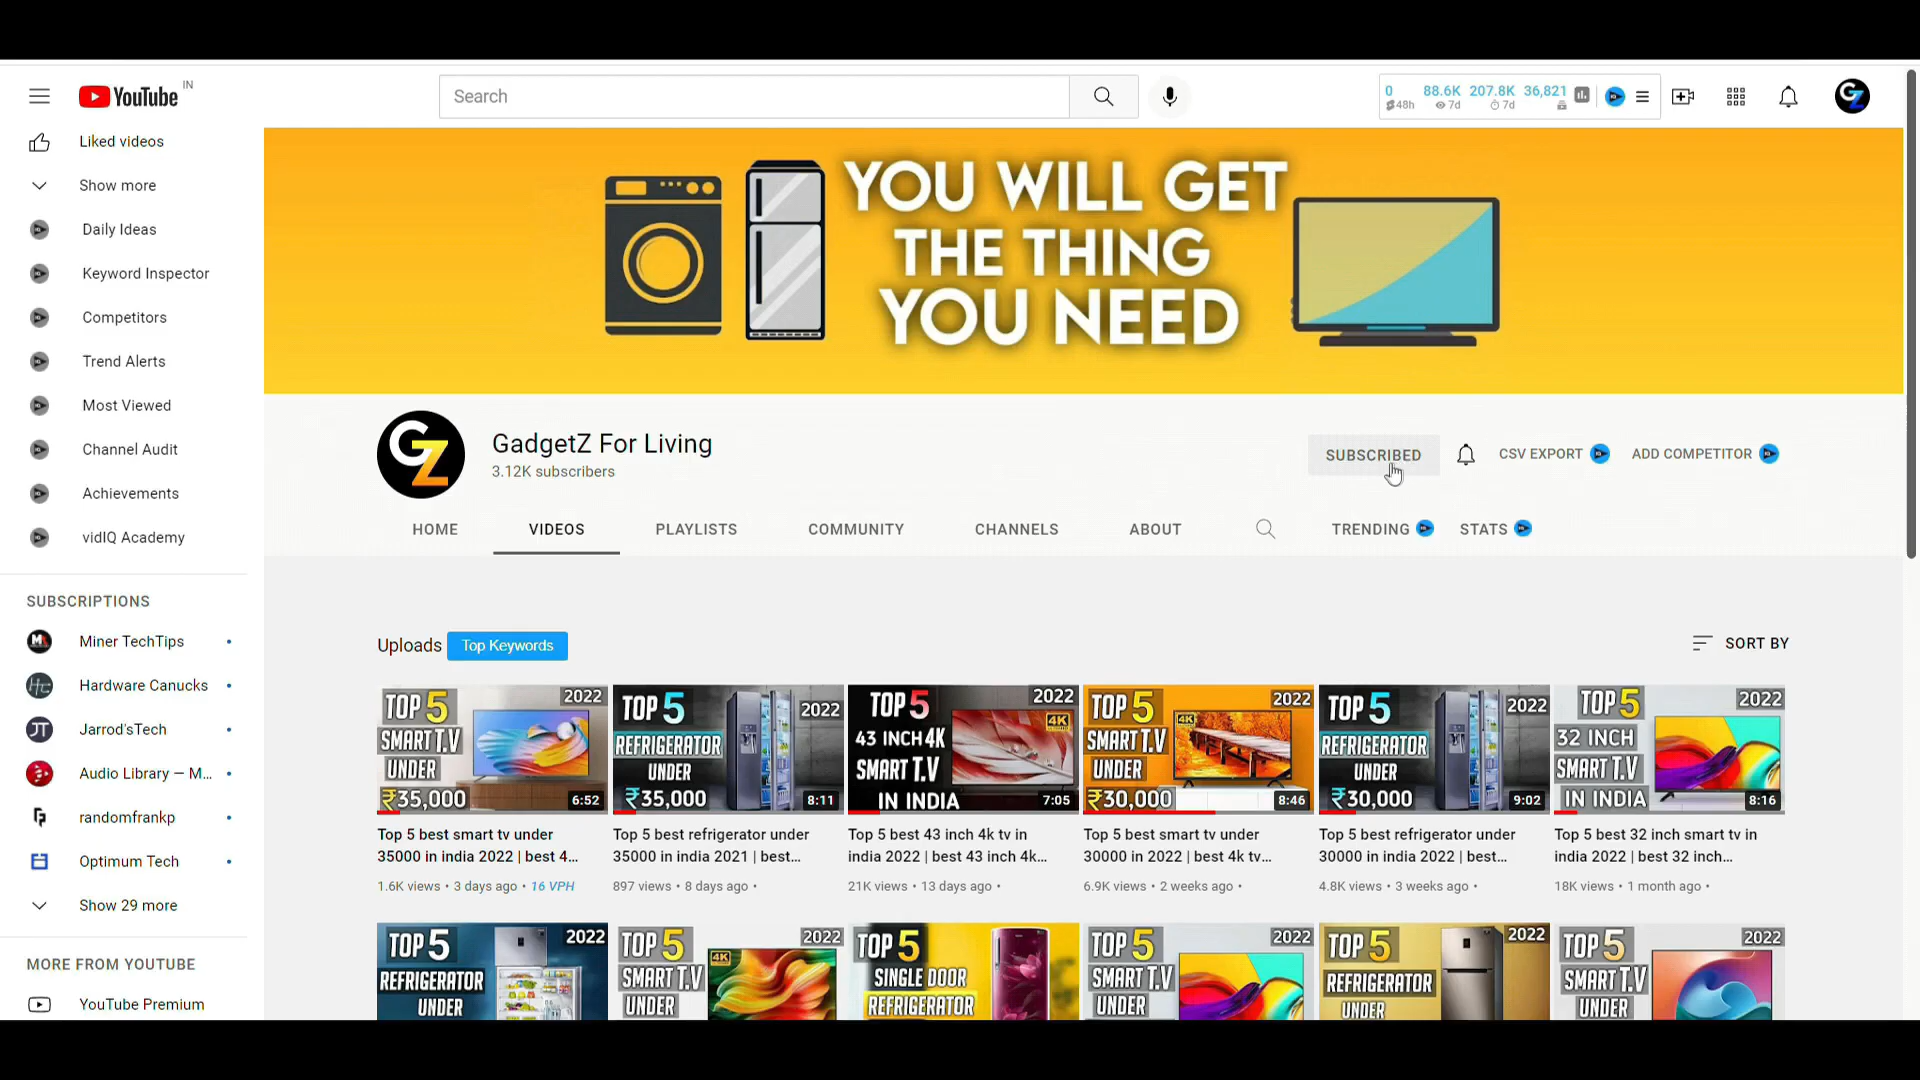 YouTube IN
Search
0 88.6K 207.8K 36,821
48h 7d 7d
GZ
Liked videos
Show more
Daily Ideas
Keyword Inspector
Competitors
Trend Alerts
Most Viewed
Channel Audit
Achievements
vidIQ Academy
SUBSCRIPTIONS
Miner TechTips
Hardware Canucks
Jarrod'sTech
Audio Library — M...
randomfrankp
Optimum Tech
Show 29 more
MORE FROM YOUTUBE
YouTube Premium
YOU WILL GET
THE THING
YOU NEED
GZ
GadgetZ For Living
3.12K subscribers
SUBSCRIBED
CSV EXPORT
ADD COMPETITOR
HOME VIDEOS PLAYLISTS COMMUNITY CHANNELS ABOUT TRENDING STATS
Uploads Top Keywords
SORT BY
TOP 5 2022
SMART T.V
UNDER
₹35,000 6:52
Top 5 best smart tv under
35000 in india 2022 | best 4...
1.6K views • 3 days ago • 16 VPH
TOP 5 2022
REFRIGERATOR
UNDER
₹35,000 8:11
Top 5 best refrigerator under
35000 in india 2021 | best...
897 views • 8 days ago •
TOP 5 2022
43 INCH 4K 4K
SMART T.V
IN INDIA 7:05
Top 5 best 43 inch 4k tv in
india 2022 | best 43 inch 4k...
21K views • 13 days ago •
TOP 5 2022
SMART T.V 4K
UNDER
₹30,000 8:46
Top 5 best smart tv under
30000 in 2022 | best 4k tv...
6.9K views • 2 weeks ago •
TOP 5 2022
REFRIGERATOR
UNDER
₹30,000 9:02
Top 5 best refrigerator under
30000 in india 2022 | best...
4.8K views • 3 weeks ago •
TOP 5 2022
32 INCH
SMART T.V
IN INDIA 8:16
Top 5 best 32 inch smart tv in
india 2022 | best 32 inch...
18K views • 1 month ago •
TOP 5 2022
REFRIGERATOR
UNDER
TOP 5 2022
SMART T.V 4K
UNDER
TOP 5
SINGLE DOOR
REFRIGERATOR
TOP 5 2022
SMART T.V
UNDER
TOP 5 2022
REFRIGERATOR
UNDER
TOP 5 2022
SMART T.V
UNDER